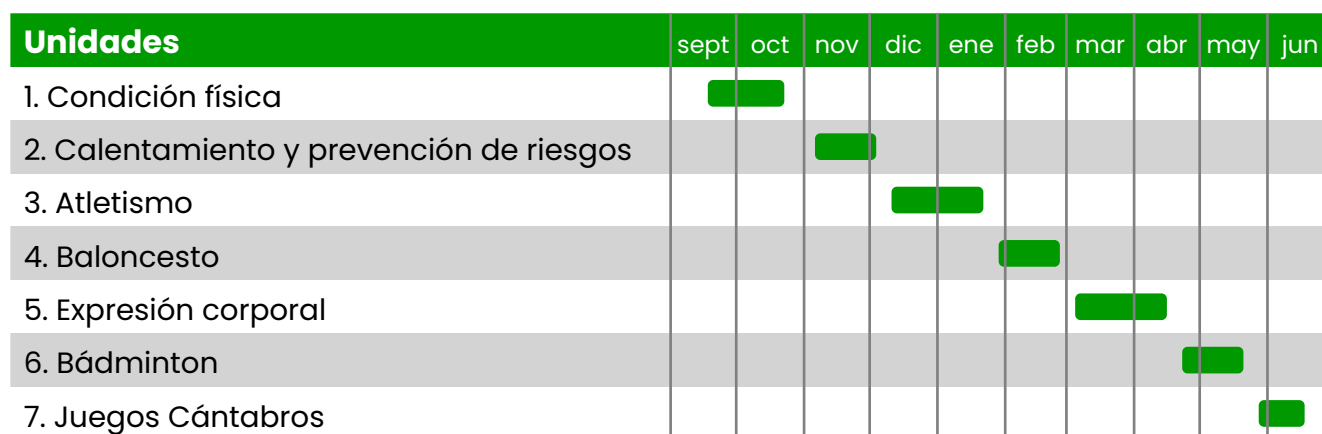 Unidades sept oct nov dic ene feb mar abr may jun
1. Condición física
2. Calentamiento y prevención de riesgos
3. Atletismo
4. Baloncesto
5. Expresión corporal
6. Bádminton
7. Juegos Cántabros